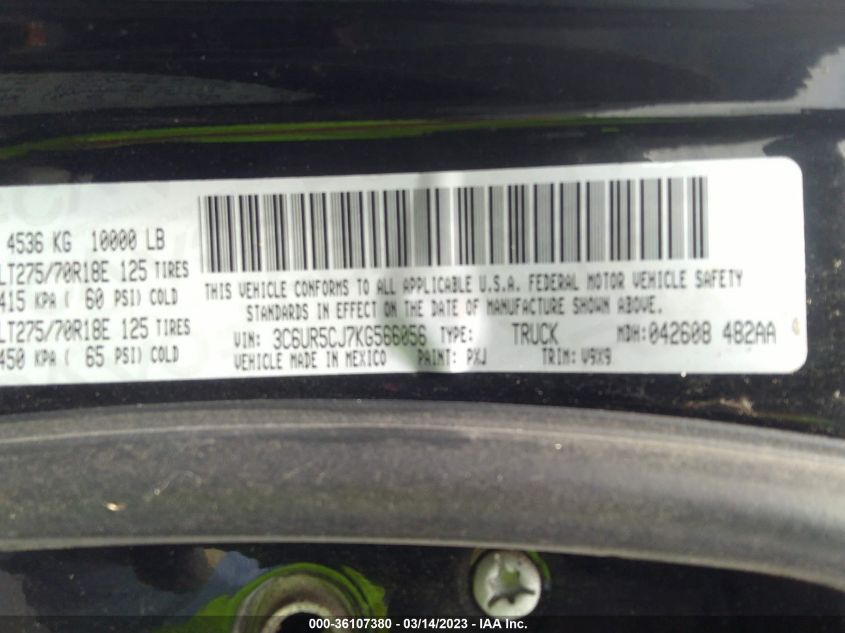 4536 KG 10000 LB
LT275/70R18E 125 TIRES
415 KPA ( 60 PSI) COLD
LT275/70R18E 125 TIRES
450 KPA ( 65 PSI) COLD
THIS VEHICLE CONFORMS TO ALL APPLICABLE U.S.A. FEDERAL MOTOR VEHICLE SAFETY
STANDARDS IN EFFECT ON THE DATE OF MANUFACTURE SHOWN ABOVE.
VIN: 3C6UR5CJ7KG566056 TYPE: TRUCK MDH:042608 482AA
VEHICLE MADE IN MEXICO PAINT: PXJ TRIM: V9X9
000-36107380 - 03/14/2023 - IAA Inc.